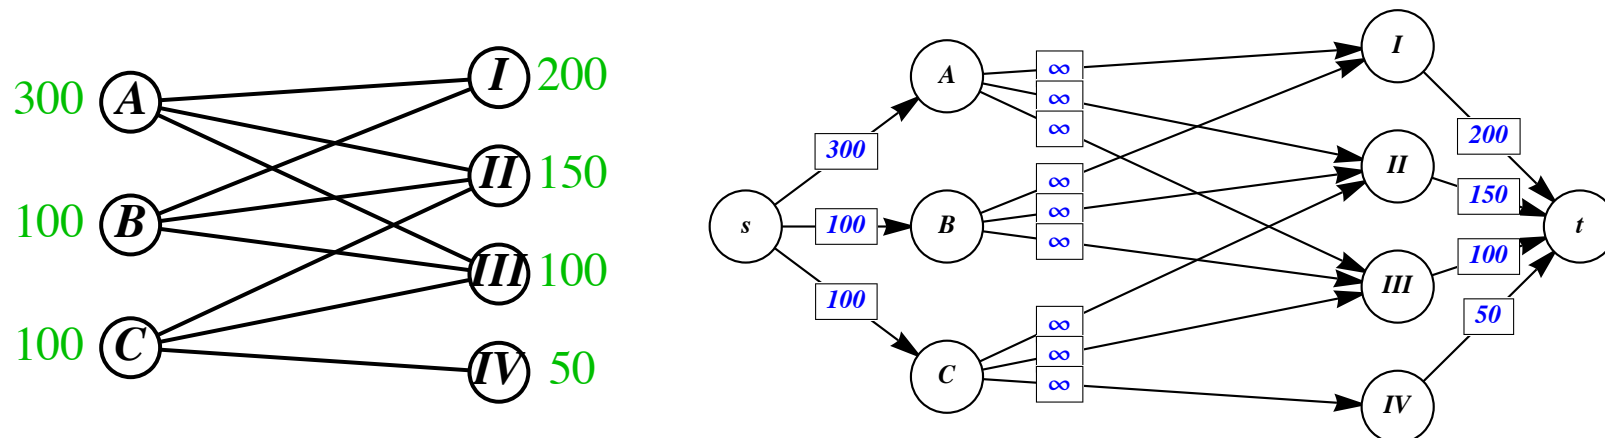 300 A I 200
II 150
100 B
III 100
100 C
IV 50
I
A ∞
∞
∞
200
300
∞ II
∞ 150
s 100 B ∞ t
100
III
100
∞ 50
∞
C ∞
IV